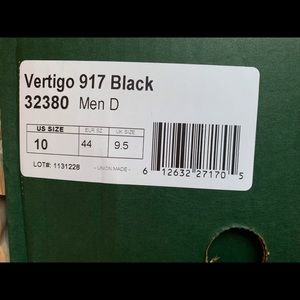 Vertigo 917 Black
32380 Men D
US SIZE EUR SZ UK SIZE
10 44 9.5
LOT#: 1131228 - UNION MADE -
6 12632 27170 5